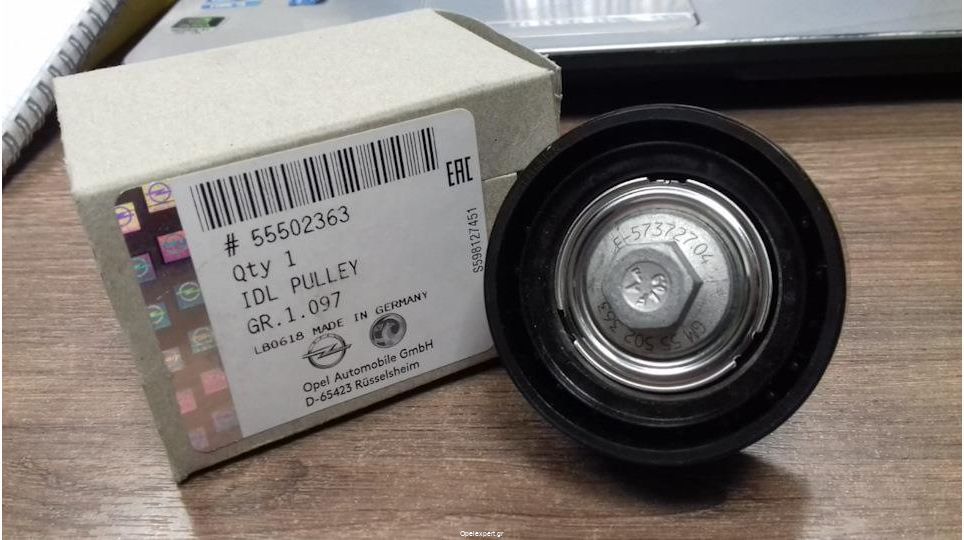 EAC
# 55502363
Qty 1
IDL PULLEY
GR.1.097
LB0618 MADE IN GERMANY
Opel Automobile GmbH
D-65423 Rüsselsheim
S598127451
F-573727.04
GM 55 502 363
Opelexpert.gr